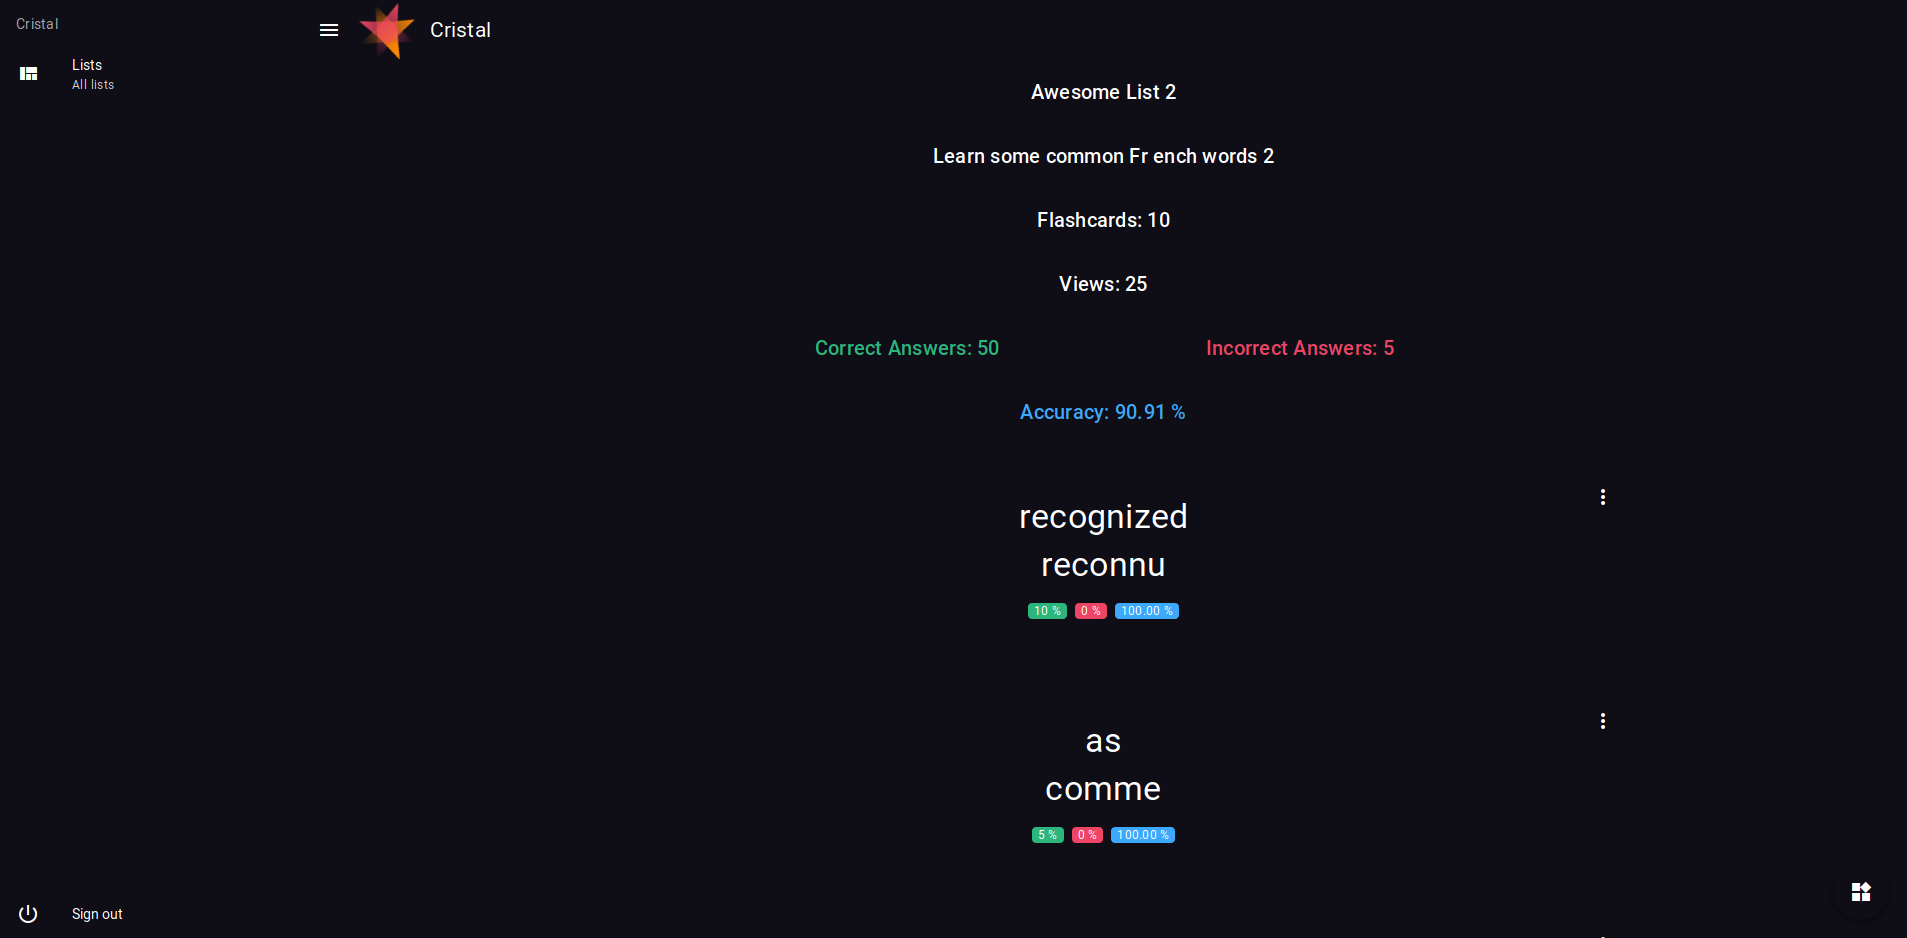 Cristal
Lists
All lists
Sign out
Cristal
Awesome List 2
Learn some common Fr ench words 2
Flashcards: 10
Views: 25
Correct Answers: 50 Incorrect Answers: 5
Accuracy: 90.91 %
recognized
reconnu
10 % 0 % 100.00 %
as
comme
5 % 0 % 100.00 %